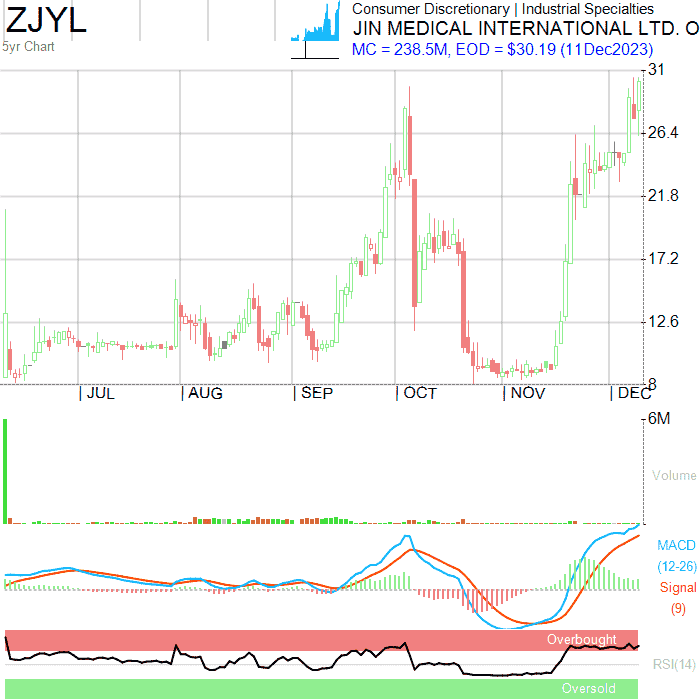 ZJYL
5yr Chart
Consumer Discretionary | Industrial Specialties
JIN MEDICAL INTERNATIONAL LTD. O
MC = 238.5M, EOD = $30.19 (11Dec2023)
31
26.4
21.8
17.2
12.6
8
JUL AUG SEP OCT NOV DEC
6M
Volume
MACD
(12-26)
Signal
(9)
Overbought
RSI(14)
Oversold